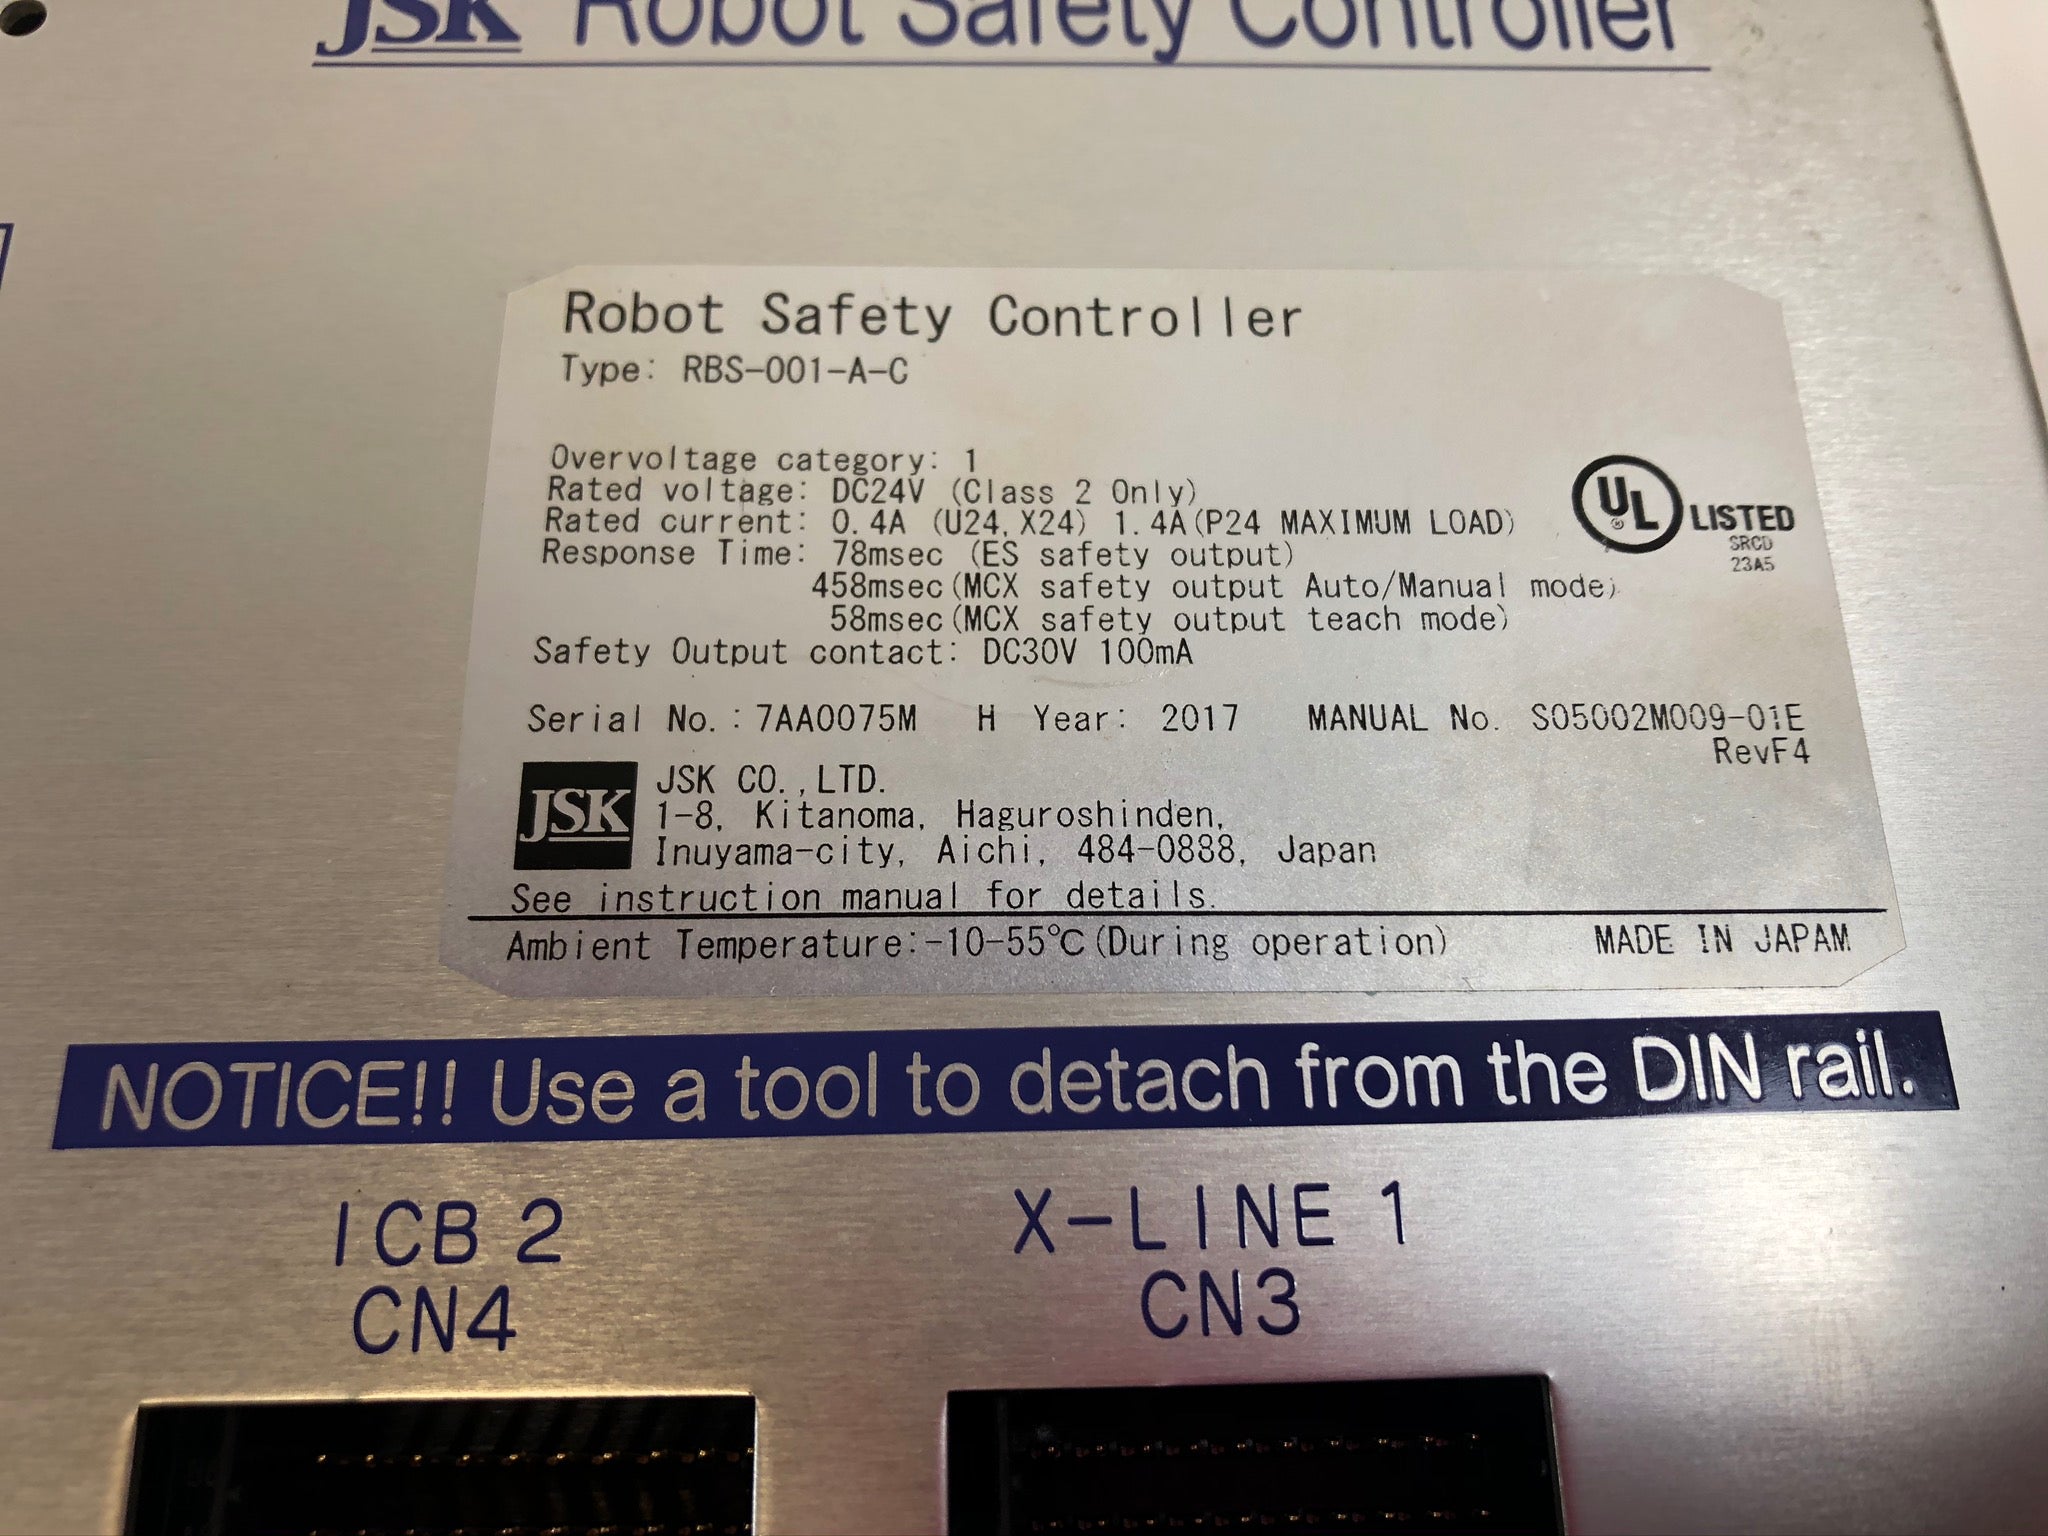 JSK Robot Safety Controller
Robot Safety Controller
Type: RBS-001-A-C
Overvoltage category: 1
Rated voltage: DC24V (Class 2 Only)
Rated current: 0.4A (U24,X24) 1.4A(P24 MAXIMUM LOAD)
Response Time: 78msec (ES safety output)
458msec(MCX safety output Auto/Manual mode)
58msec(MCX safety output teach mode)
Safety Output contact: DC30V 100mA
UL ® LISTED
SRCD
23A5
Serial No.:7AA0075M H Year: 2017 MANUAL No. S05002M009-01E
RevF4
JSK
JSK CO.,LTD.
1-8, Kitanoma, Haguroshinden,
Inuyama-city, Aichi, 484-0888, Japan
See instruction manual for details.
Ambient Temperature:-10-55℃(During operation) MADE IN JAPAM
NOTICE!! Use a tool to detach from the DIN rail.
ICB 2
CN4
X-LINE 1
CN3